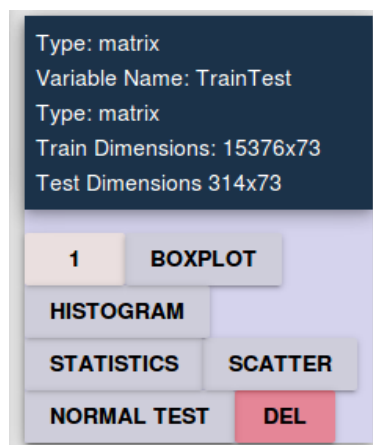 Type: matrix
Variable Name: TrainTest
Type: matrix
Train Dimensions: 15376x73
Test Dimensions 314x73
1 BOXPLOT
HISTOGRAM
STATISTICS SCATTER
NORMAL TEST DEL